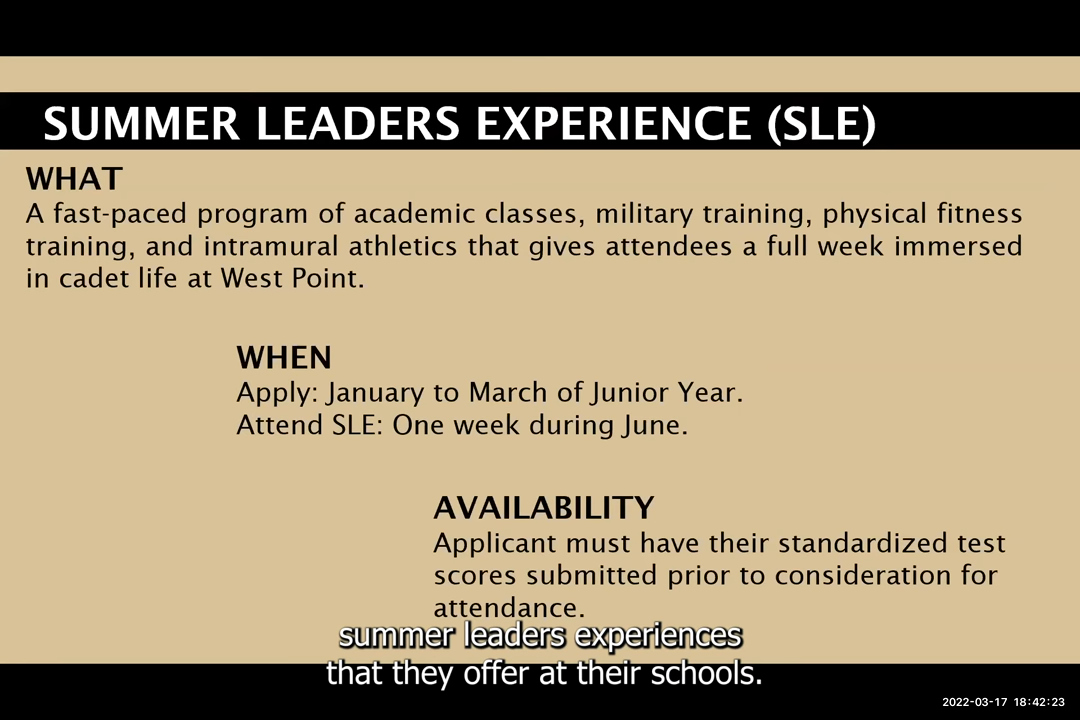 SUMMER LEADERS EXPERIENCE (SLE)
WHAT
A fast-paced program of academic classes, military training, physical fitness
training, and intramural athletics that gives attendees a full week immersed
in cadet life at West Point.
WHEN
Apply: January to March of Junior Year.
Attend SLE: One week during June.
AVAILABILITY
Applicant must have their standardized test
scores submitted prior to consideration for
attendance.
summer leaders experiences
that they offer at their schools.
2022-03-17 18:42:23